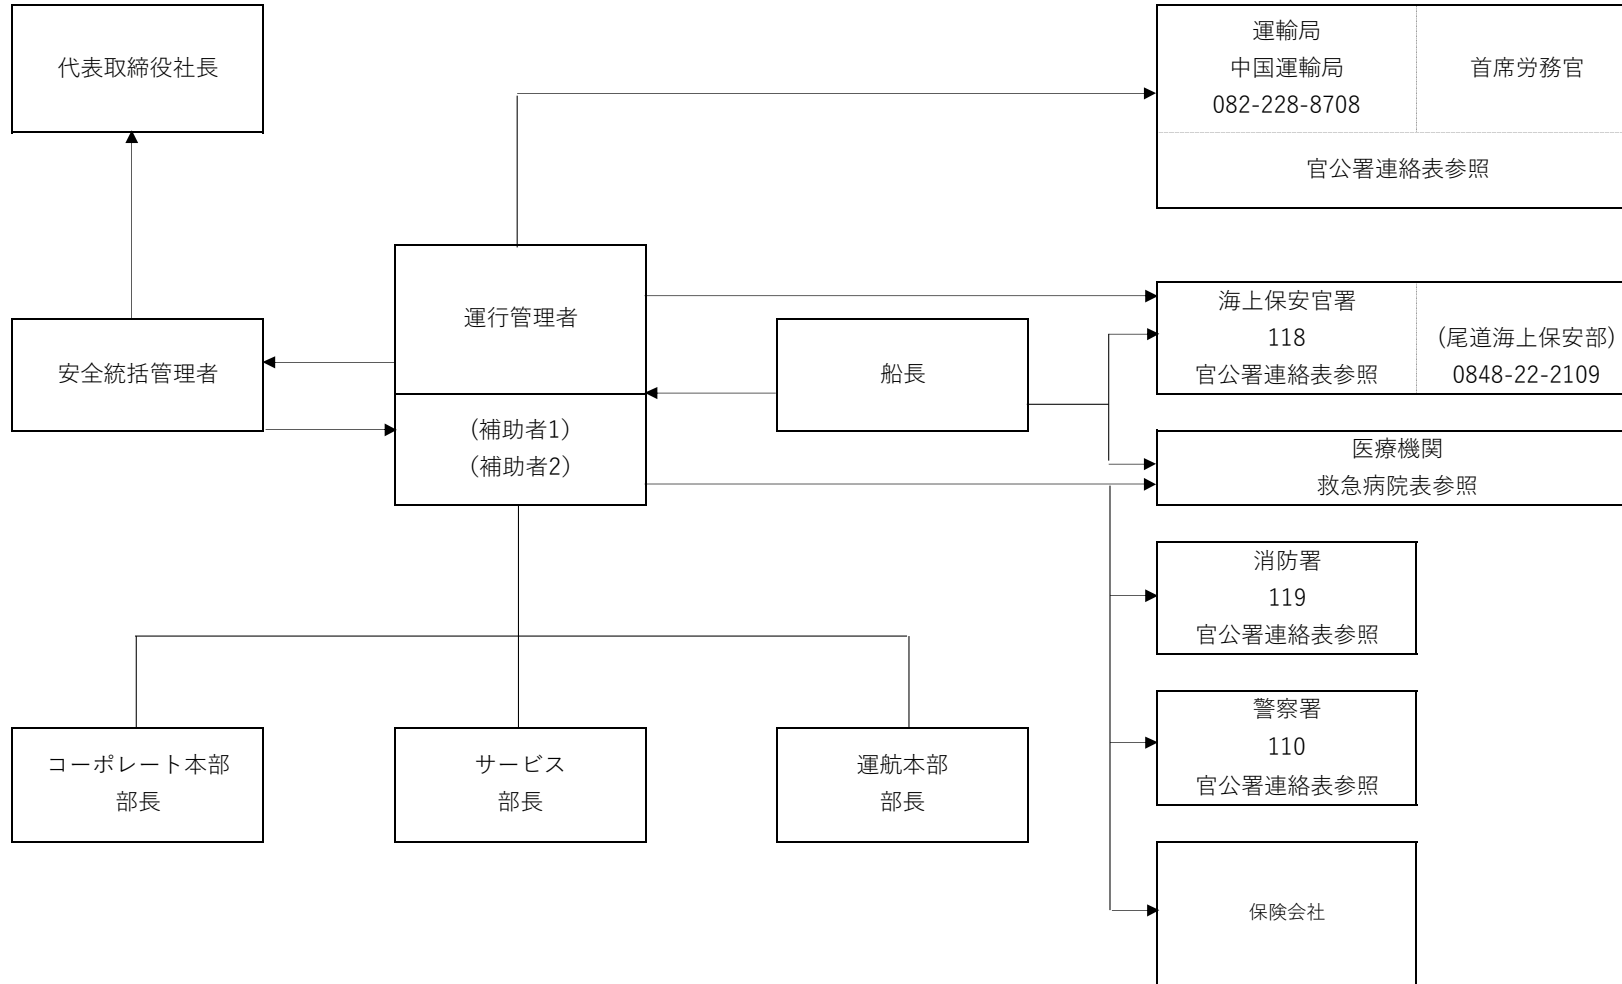 代表取締役社長
運輸局
中国運輸局
082-228-8708
首席労務官
官公署連絡表参照
運行管理者
(補助者1)
(補助者2)
安全統括管理者
船長
海上保安官署
118
官公署連絡表参照
(尾道海上保安部)
0848-22-2109
医療機関
救急病院表参照
消防署
119
官公署連絡表参照
警察署
110
官公署連絡表参照
コーポレート本部
部長
サービス
部長
運航本部
部長
保険会社